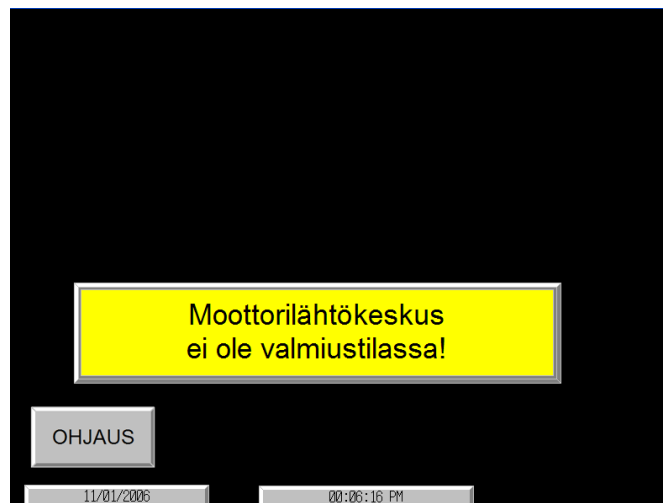 Moottorilähtökeskus
ei ole valmiustilassa!
OHJAUS
11/01/2006
00:06:16 PM